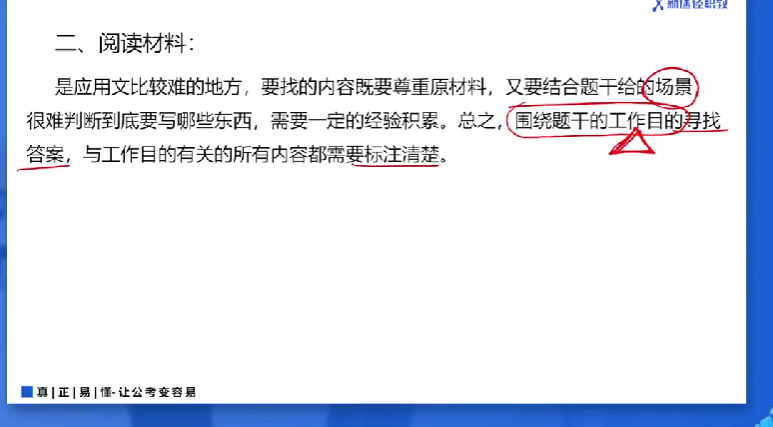 二、阅读材料：
是应用文比较难的地方，要找的内容既要尊重原材料，又要结合题干给的场景
很难判断到底要写哪些东西，需要一定的经验积累。总之，围绕题干的工作目的寻找
答案，与工作目的有关的所有内容都需要标注清楚。
真|正|易|懂-让公考变容易